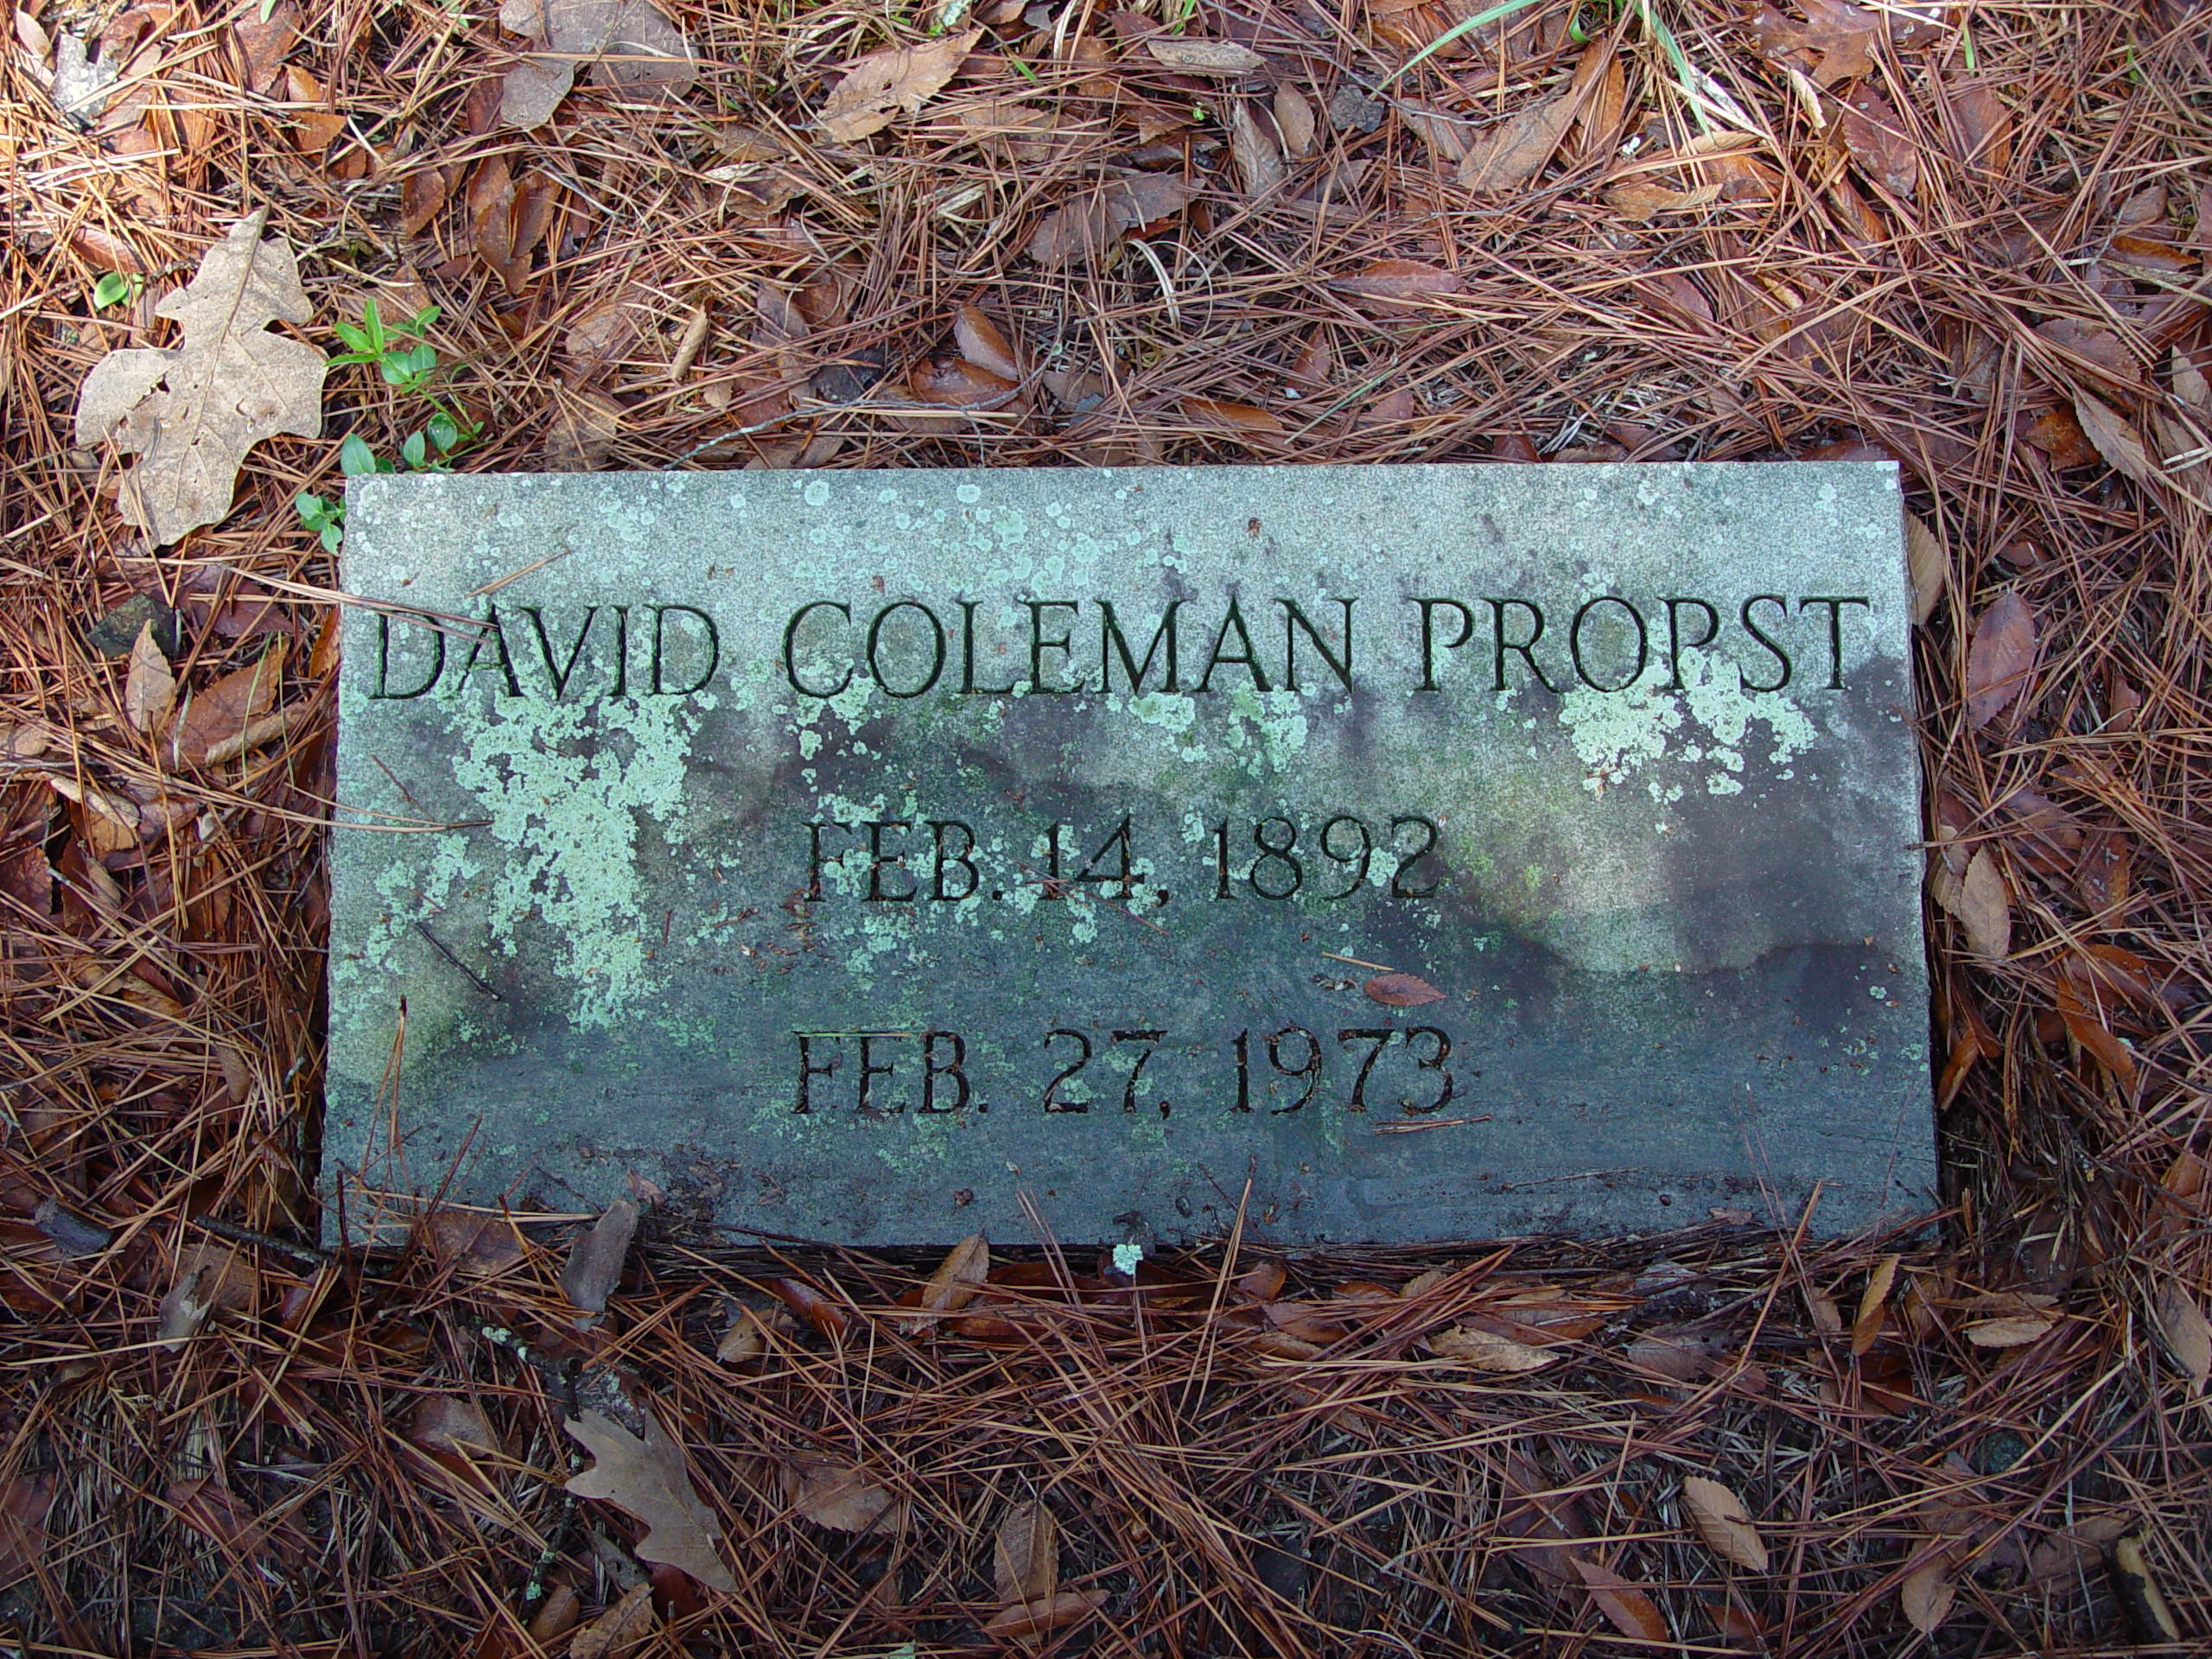 DAVID COLEMAN PROPST
FEB. 14, 1892
FEB. 27, 1973